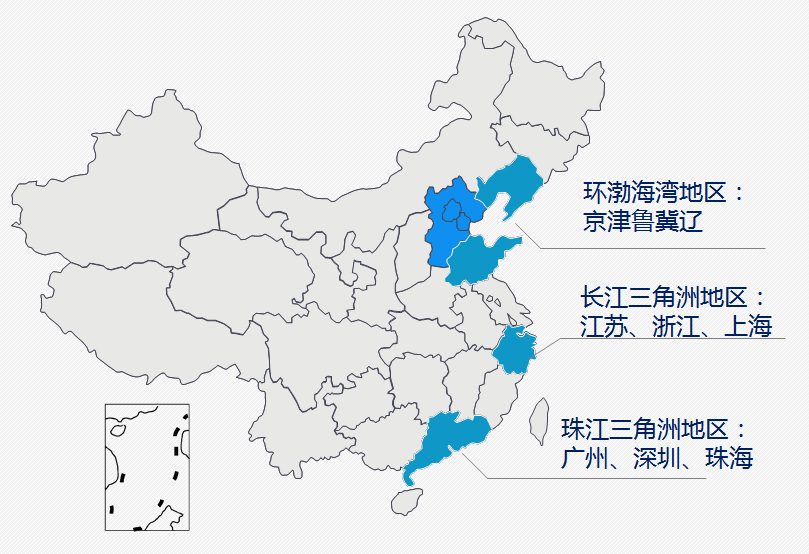 环渤海湾地区：
京津鲁冀辽
长江三角洲地区：
江苏、浙江、上海
珠江三角洲地区：
广州、深圳、珠海